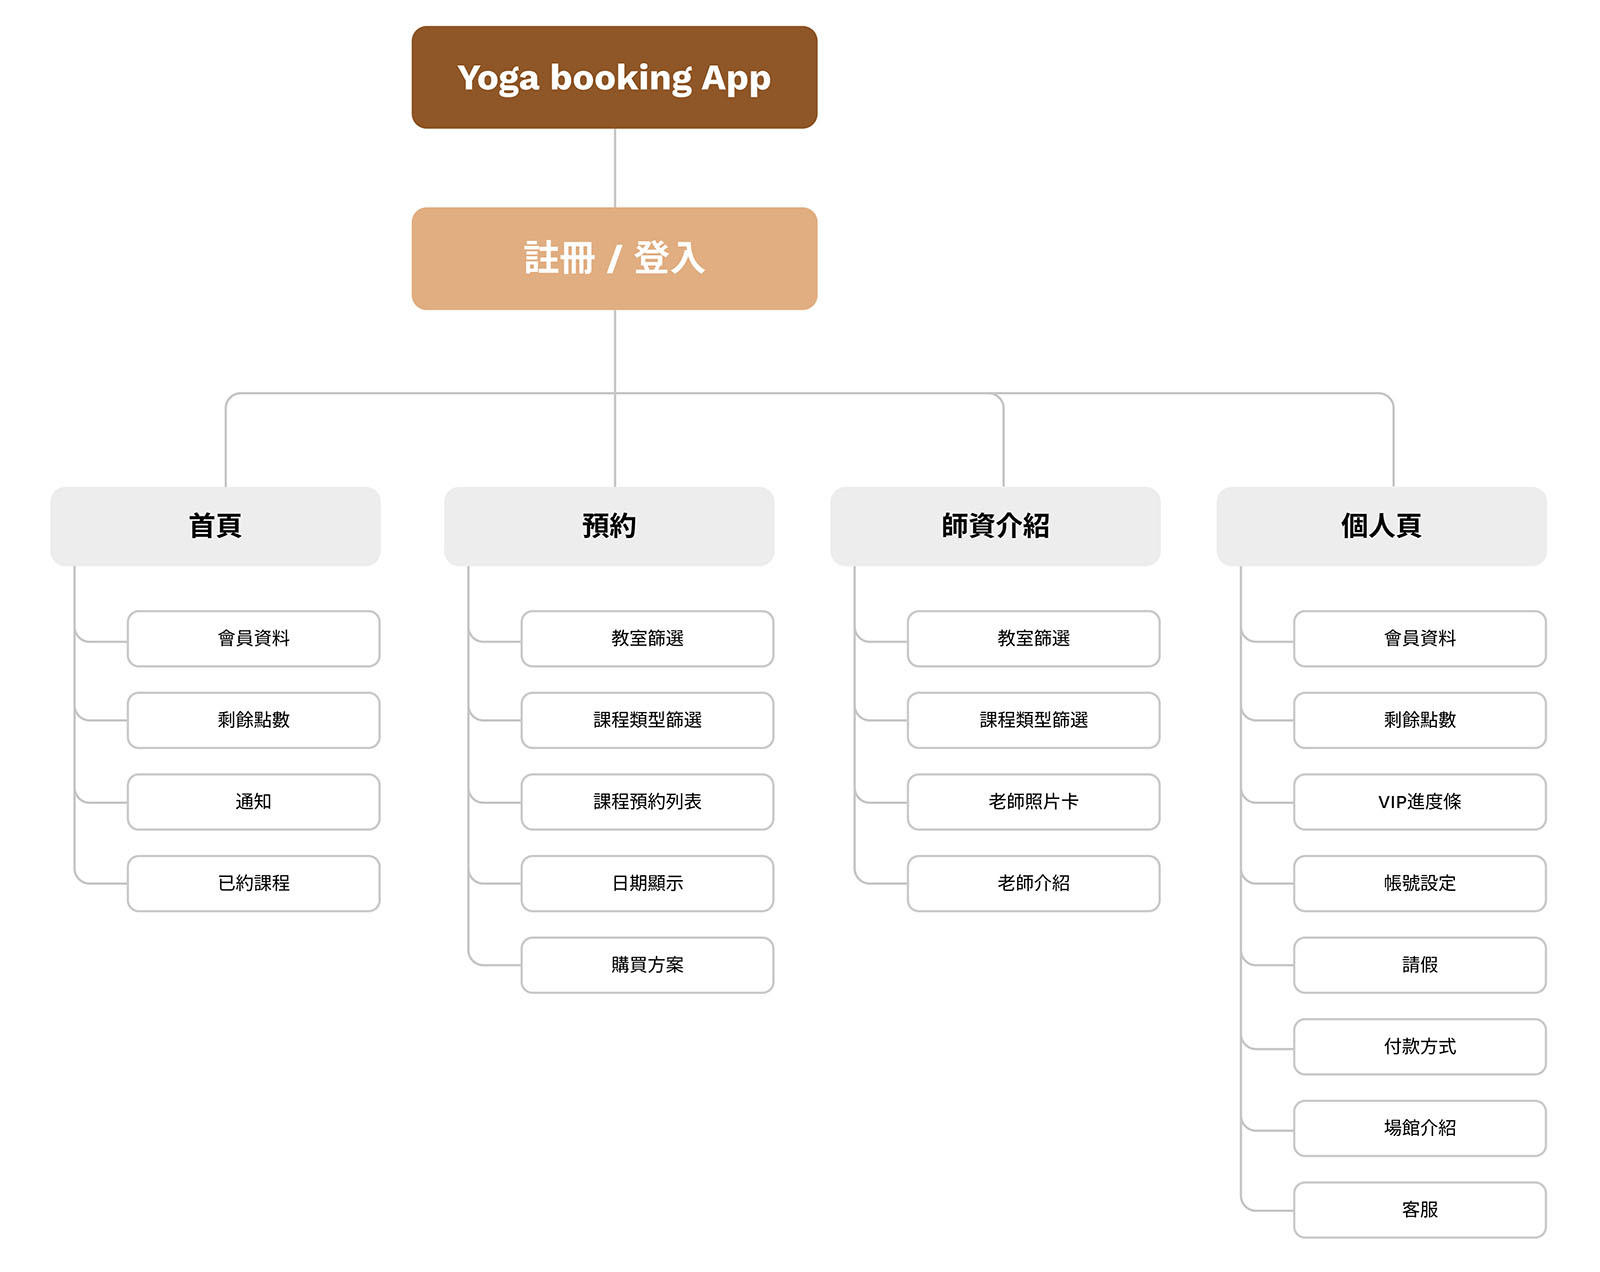 Yoga booking App
註冊 / 登入
首頁
會員資料
剩餘點數
通知
已約課程
預約
教室篩選
課程類型篩選
課程預約列表
日期顯示
購買方案
師資介紹
教室篩選
課程類型篩選
老師照片卡
老師介紹
個人頁
會員資料
剩餘點數
VIP進度條
帳號設定
請假
付款方式
場館介紹
客服